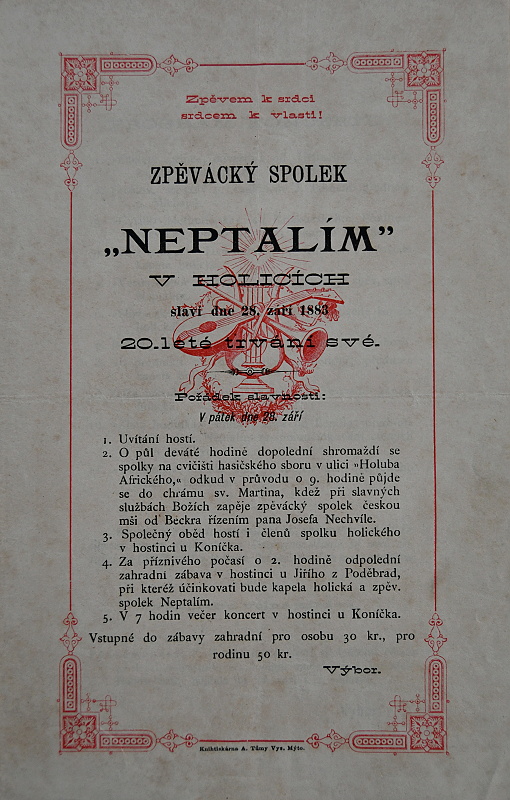 Zpěvem k srdci
srdcem k vlasti!
ZPĚVÁCKÝ SPOLEK
„NEPTALÍM”
V HOLICÍCH
slaví dne 28. září 1883
20.leté trvání své.
Pořádek slavnosti:
V pátek dne 28. září
1. Uvítání hostí.
2. O půl deváté hodině dopolední shromaždí se
spolky na cvičišti hasičského sboru v ulici »Holuba
Afrického,« odkud v průvodu o 9. hodině půjde
se do chrámu sv. Martina, kdež při slavných
službách Božích zapěje zpěvácký spolek českou
mši od Beckra řízením pana Josefa Nechvíle.
3. Společný oběd hostí i členů spolku holického
v hostinci u Koníčka.
4. Za příznivého počasí o 2. hodině odpolední
zahradní zábava v hostinci u Jiřího z Poděbrad,
při kteréž účinkovati bude kapela holická a zpěv.
spolek Neptalím.
5. V 7 hodin večer koncert v hostinci u Koníčka.
Vstupné do zábavy zahradní pro osobu 30 kr., pro
rodinu 50 kr.
Výbor.
Knihtiskárna A. Tůmy Vys. Mýto.